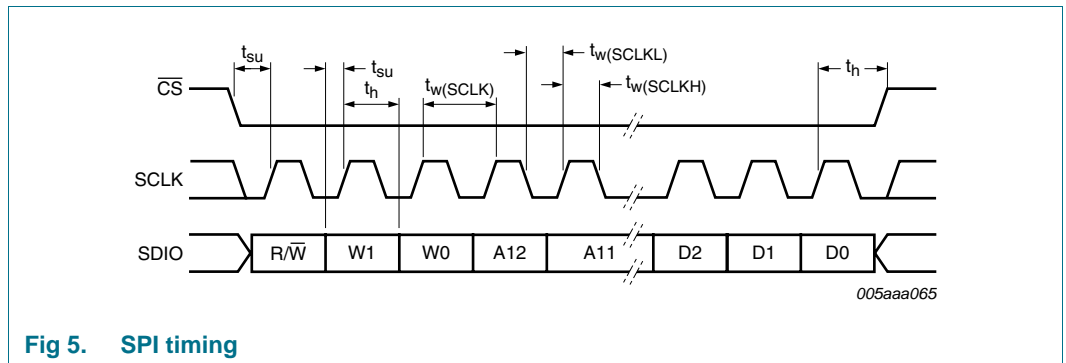 tsu
tsu
th
tw(SCLK)
tw(SCLKL)
tw(SCLKH)
th
CS
SCLK
SDIO
R/W
W1
W0
A12
A11
D2
D1
D0
005aaa065
Fig 5. SPI timing